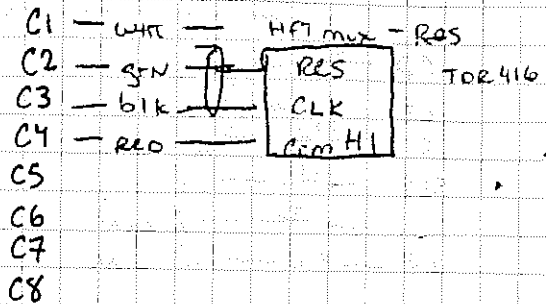 C1 — WHT — HFT mux - Res
C2 — grN RES TDR416
C3 — blk CLK
C4 — RED — Com H1
C5
C6
C7
C8